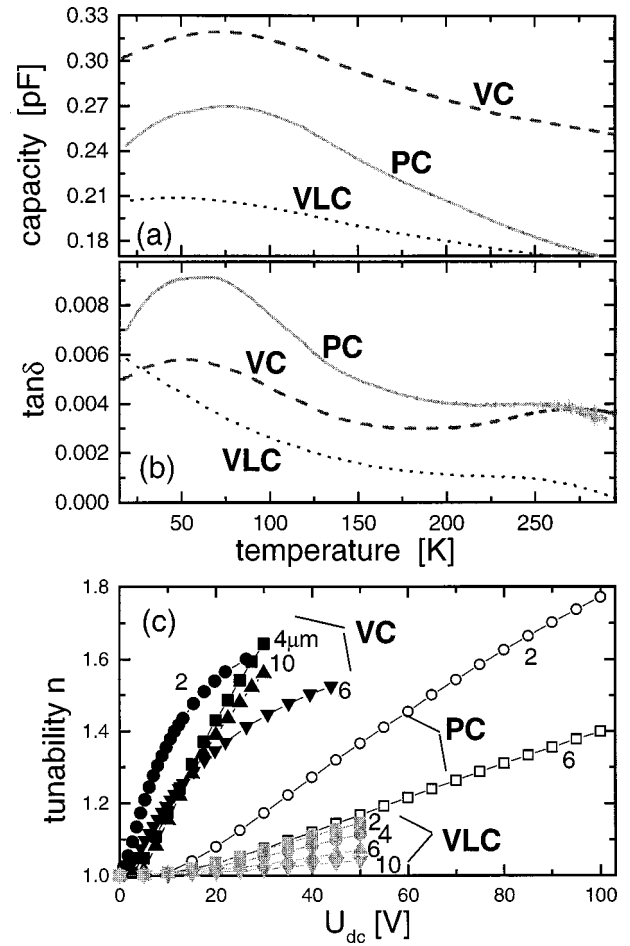 0.33
0.30
0.27
0.24
0.21
0.18
capacity [pF]
VC
PC
VLC
(a)
0.008
0.006
0.004
0.002
0.000
tanδ
PC
VC
VLC
(b)
50 100 150 200 250
temperature [K]
1.8
1.6
1.4
1.2
1.0
tunability n
(c)
2
4μm
10
VC
6
2
PC
6
2
4
6
10
VLC
0 20 40 60 80 100
U_dc [V]